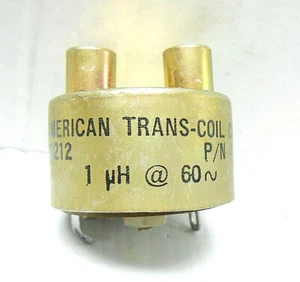 MERICAN TRANS-COIL C
212 P/N
1 µH @ 60~